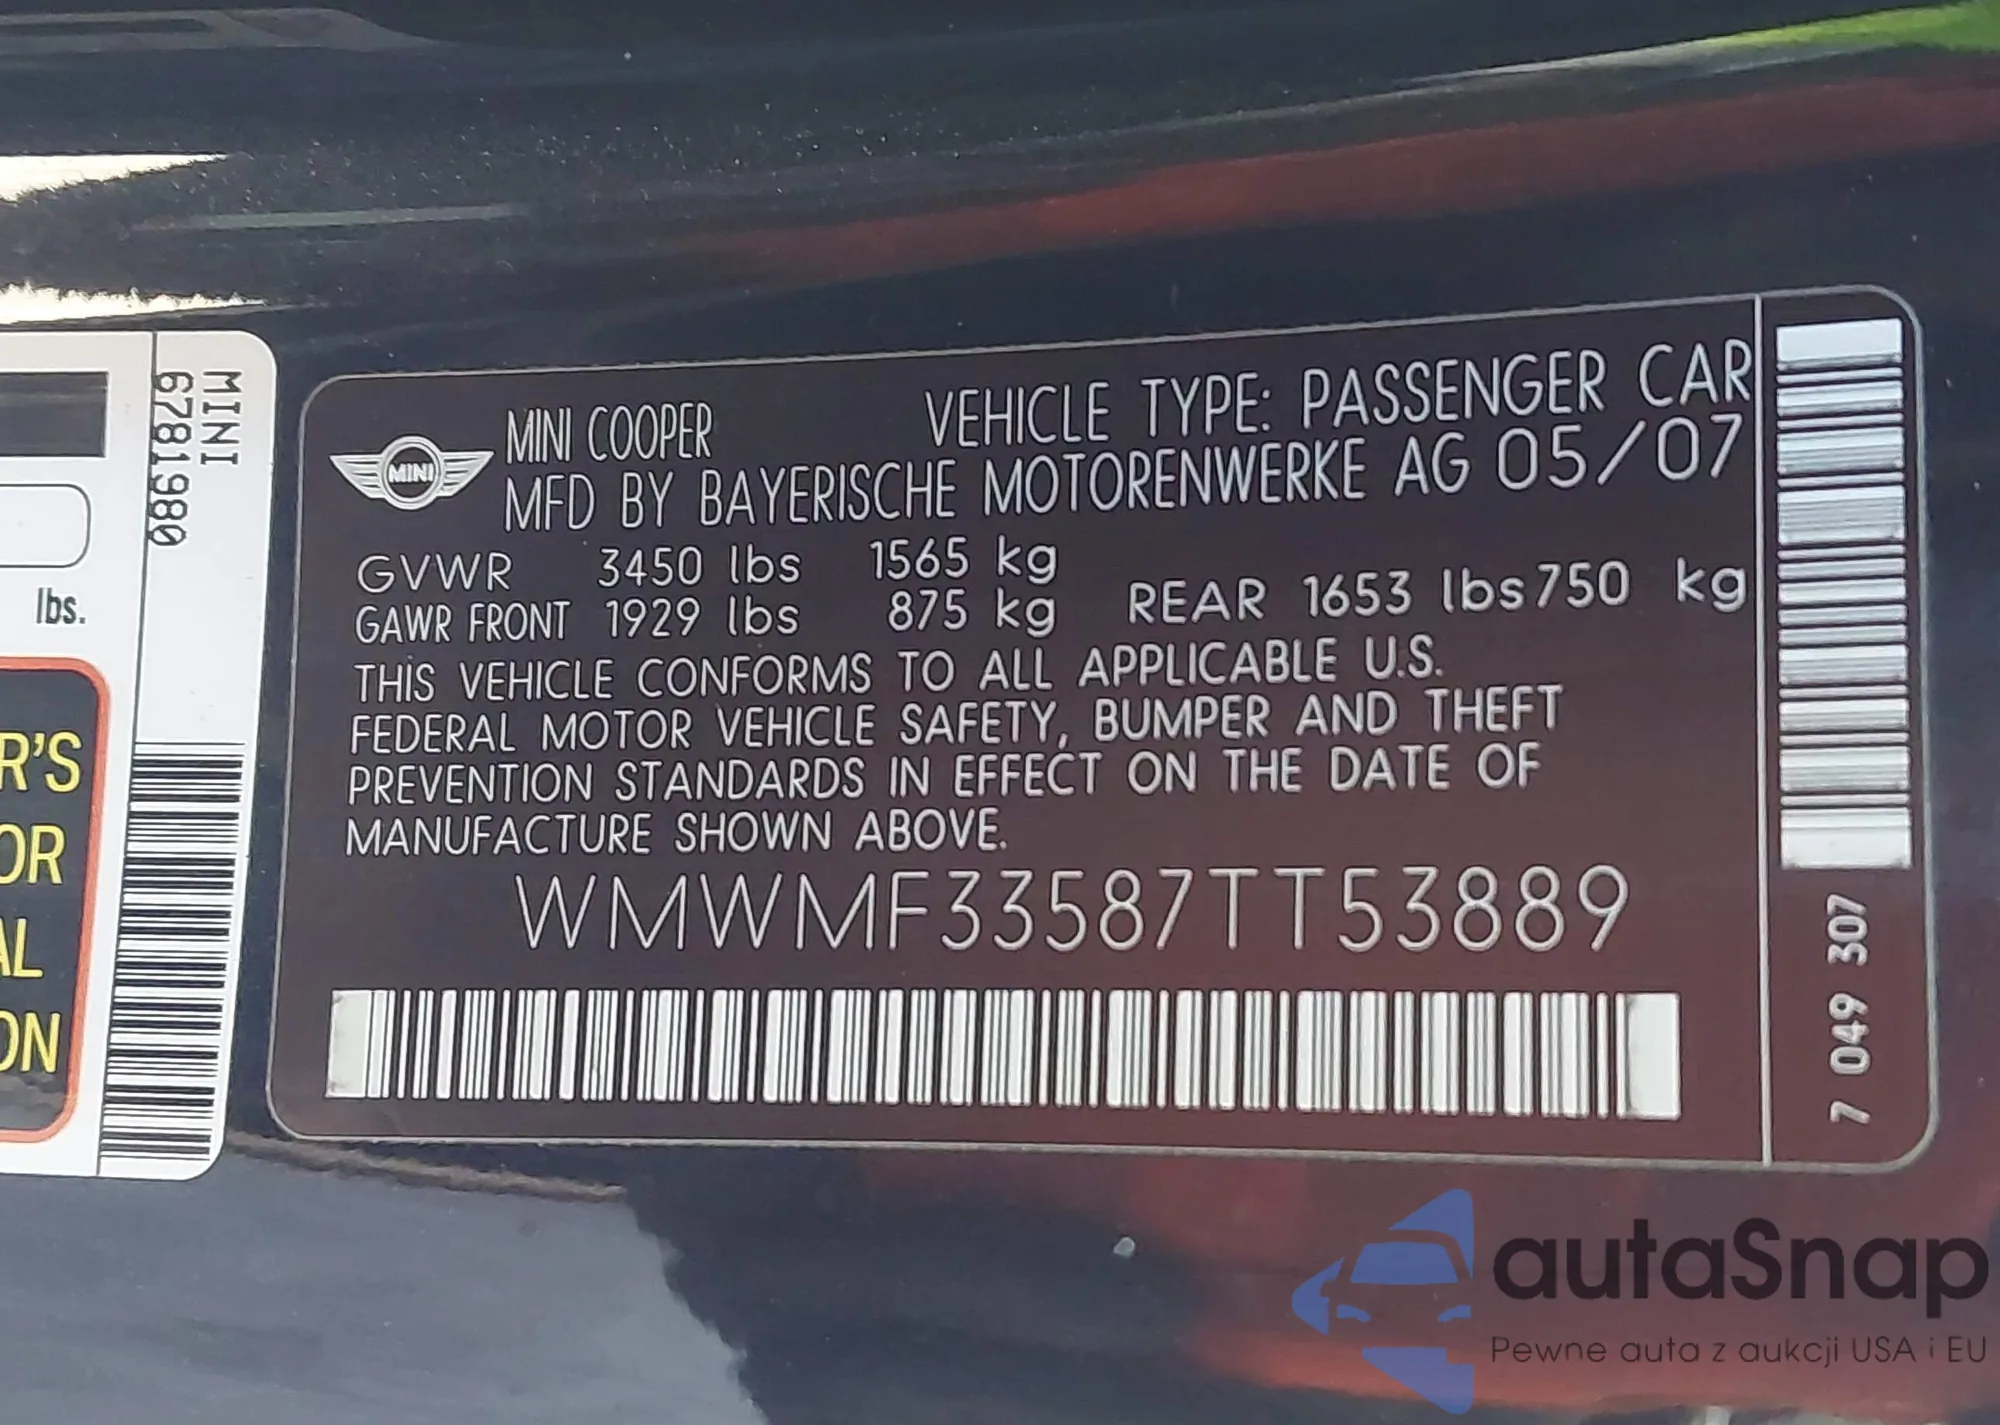 MINI
6781980
lbs.
R'S
OR
AL
ON
MINI
MINI COOPER
VEHICLE TYPE: PASSENGER CAR
MFD BY BAYERISCHE MOTORENWERKE AG 05/07
GVWR 3450 lbs 1565 kg
GAWR FRONT 1929 lbs 875 kg REAR 1653 lbs 750 kg
THIS VEHICLE CONFORMS TO ALL APPLICABLE U.S.
FEDERAL MOTOR VEHICLE SAFETY, BUMPER AND THEFT
PREVENTION STANDARDS IN EFFECT ON THE DATE OF
MANUFACTURE SHOWN ABOVE.
WMWMF33587TT53889
7 049 307
autaSnap
Pewne auta z aukcji USA i EU